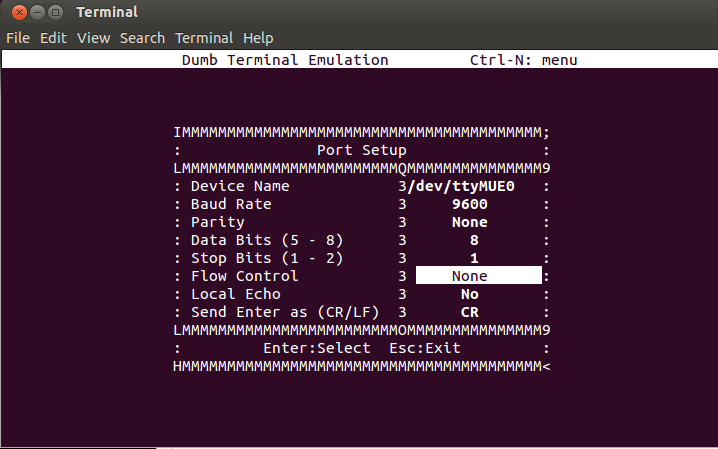 Terminal
File Edit View Search Terminal Help
Dumb Terminal Emulation Ctrl-N: menu
IMMMMMMMMMMMMMMMMMMMMMMMMMMMMMMMMMMMMMMMM;
: Port Setup :
LMMMMMMMMMMMMMMMMMMMMMMMMQMMMMMMMMMMMMMMM9
: Device Name 3/dev/ttyMUE0 :
: Baud Rate 3 9600 :
: Parity 3 None :
: Data Bits (5 - 8) 3 8 :
: Stop Bits (1 - 2) 3 1 :
: Flow Control 3 None :
: Local Echo 3 No :
: Send Enter as (CR/LF) 3 CR :
LMMMMMMMMMMMMMMMMMMMMMMMMOMMMMMMMMMMMMMMM9
: Enter:Select Esc:Exit :
HMMMMMMMMMMMMMMMMMMMMMMMMMMMMMMMMMMMMMMMM<